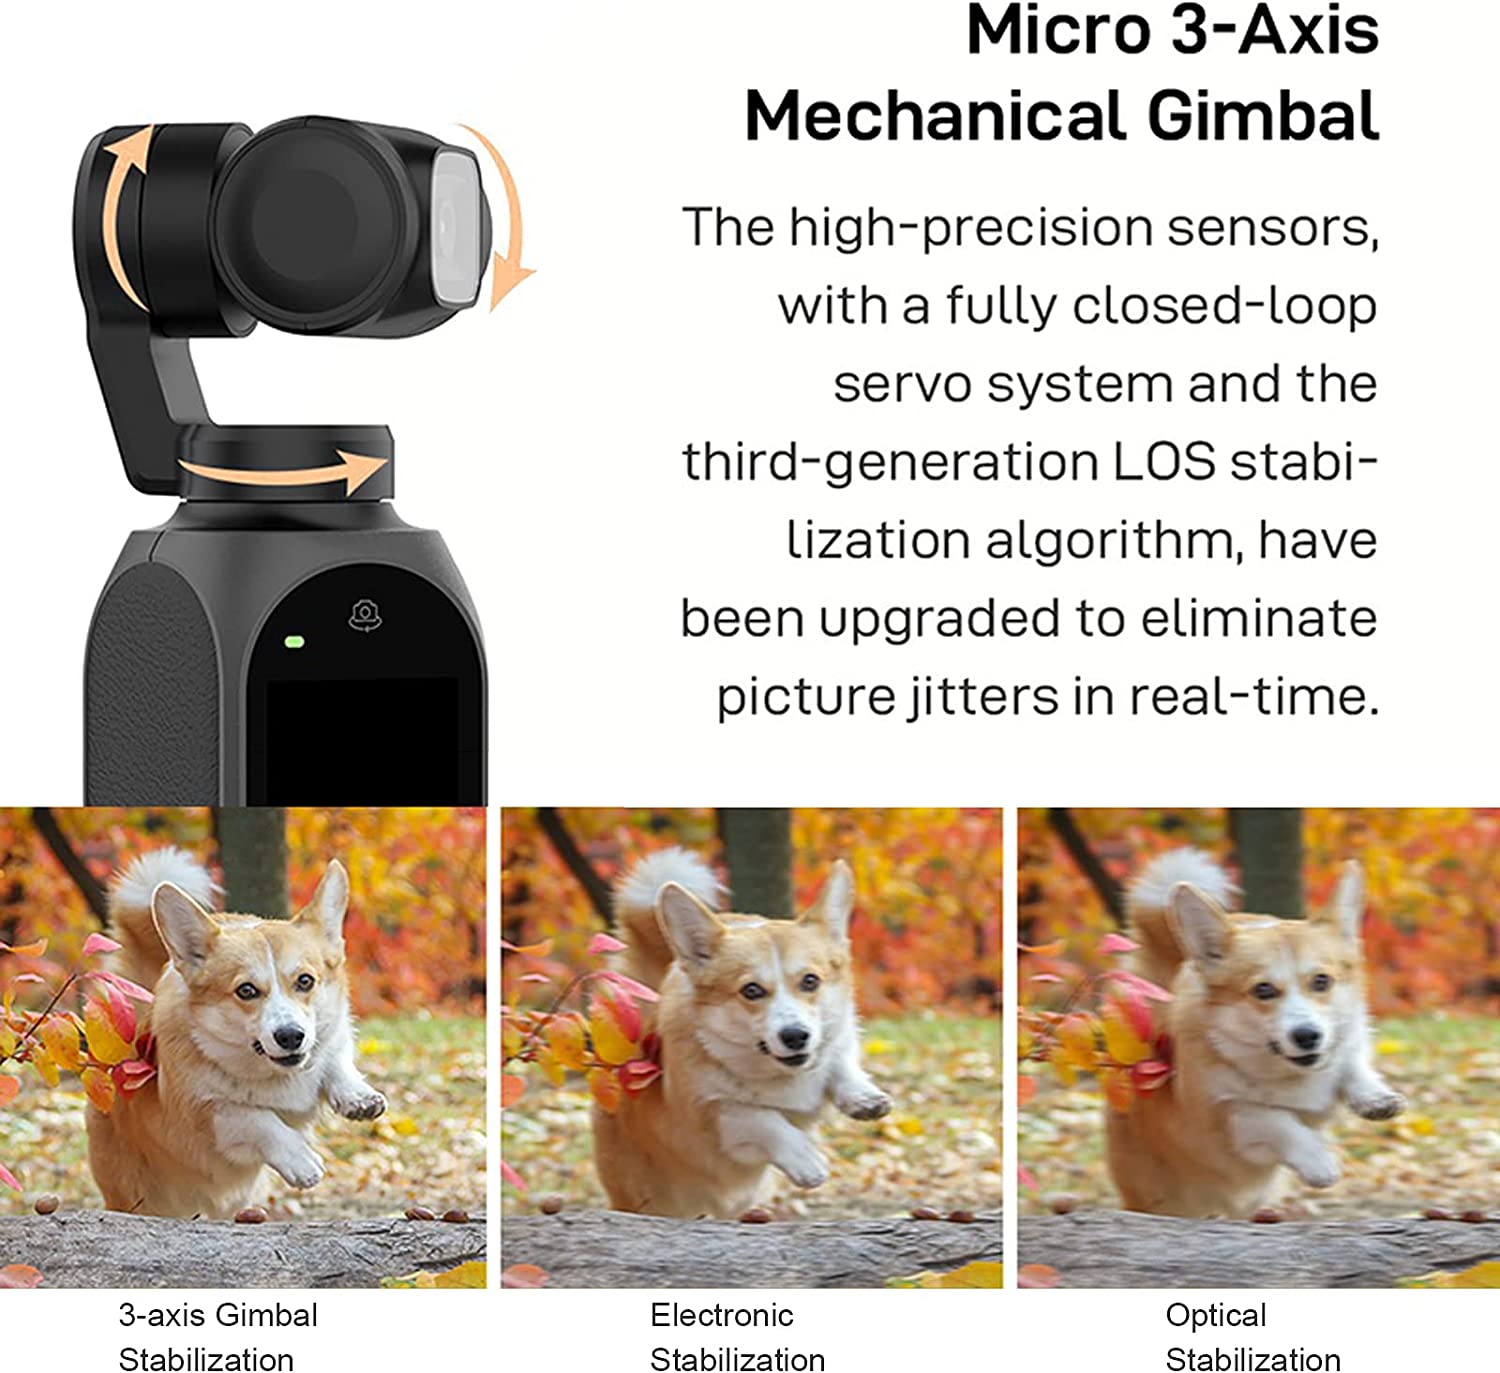 Micro 3-Axis
Mechanical Gimbal
The high-precision sensors,
with a fully closed-loop
servo system and the
third-generation LOS stabi-
lization algorithm, have
been upgraded to eliminate
picture jitters in real-time.
3-axis Gimbal
Stabilization
Electronic
Stabilization
Optical
Stabilization